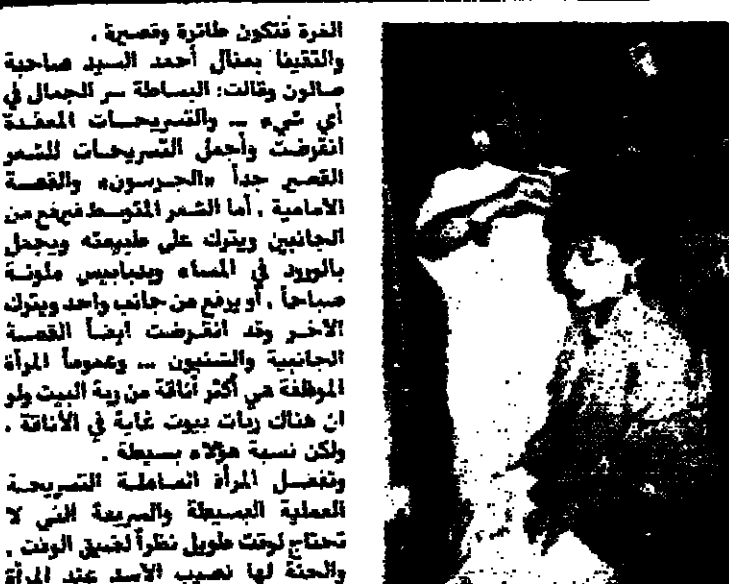 الغرة فتكون طائرة وقصيرة .
والتقينا بمنال أحمد السيد صاحبة
صالون وقالت: البساطة سر الجمال في
أي شيء ... والتسريحات المعقدة
أنقرضت وأجمل التسريحات للشعر
القصير جداً «الجرسون» والقصة
الأمامية . أما الشعر المتوسط فيرفع من
الجانبين ويترك على طبيعته ويجمل
بالورود في المساء وبدبابيس ملونة
صباحاً . أو يرفع من جانب واحد ويترك
الآخر وقد انقرضت ايضاً القصة
الجانبية والشنيون ... وعموماً المرأة
الموظفة هي أكثر أناقة من ربة البيت ولو
ان هناك ربات بيوت غاية في الأناقة .
ولكن نسبة هؤلاء بسيطة .
وتفضل المرأة العاملة التسريحة
العملية البسيطة والسريعة التي لا
تحتاج لوقت طويل نظراً لضيق الوقت .
والحنة لها نصيب الأسد عند المرأة